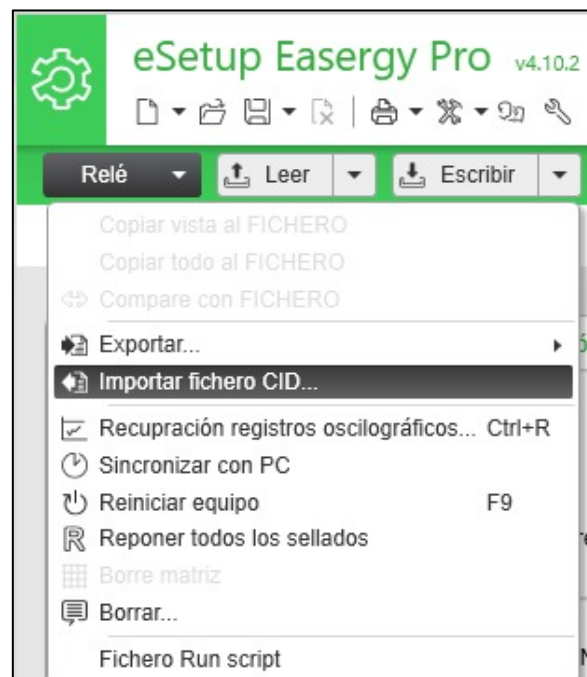 eSetup Easergy Pro v4.10.2
Relé Leer Escribir
Copiar vista al FICHERO
Copiar todo al FICHERO
Compare con FICHERO
Exportar...
Importar fichero CID...
Recupración registros oscilográficos... Ctrl+R
Sincronizar con PC
Reiniciar equipo F9
Reponer todos los sellados
Borre matriz
Borrar...
Fichero Run script